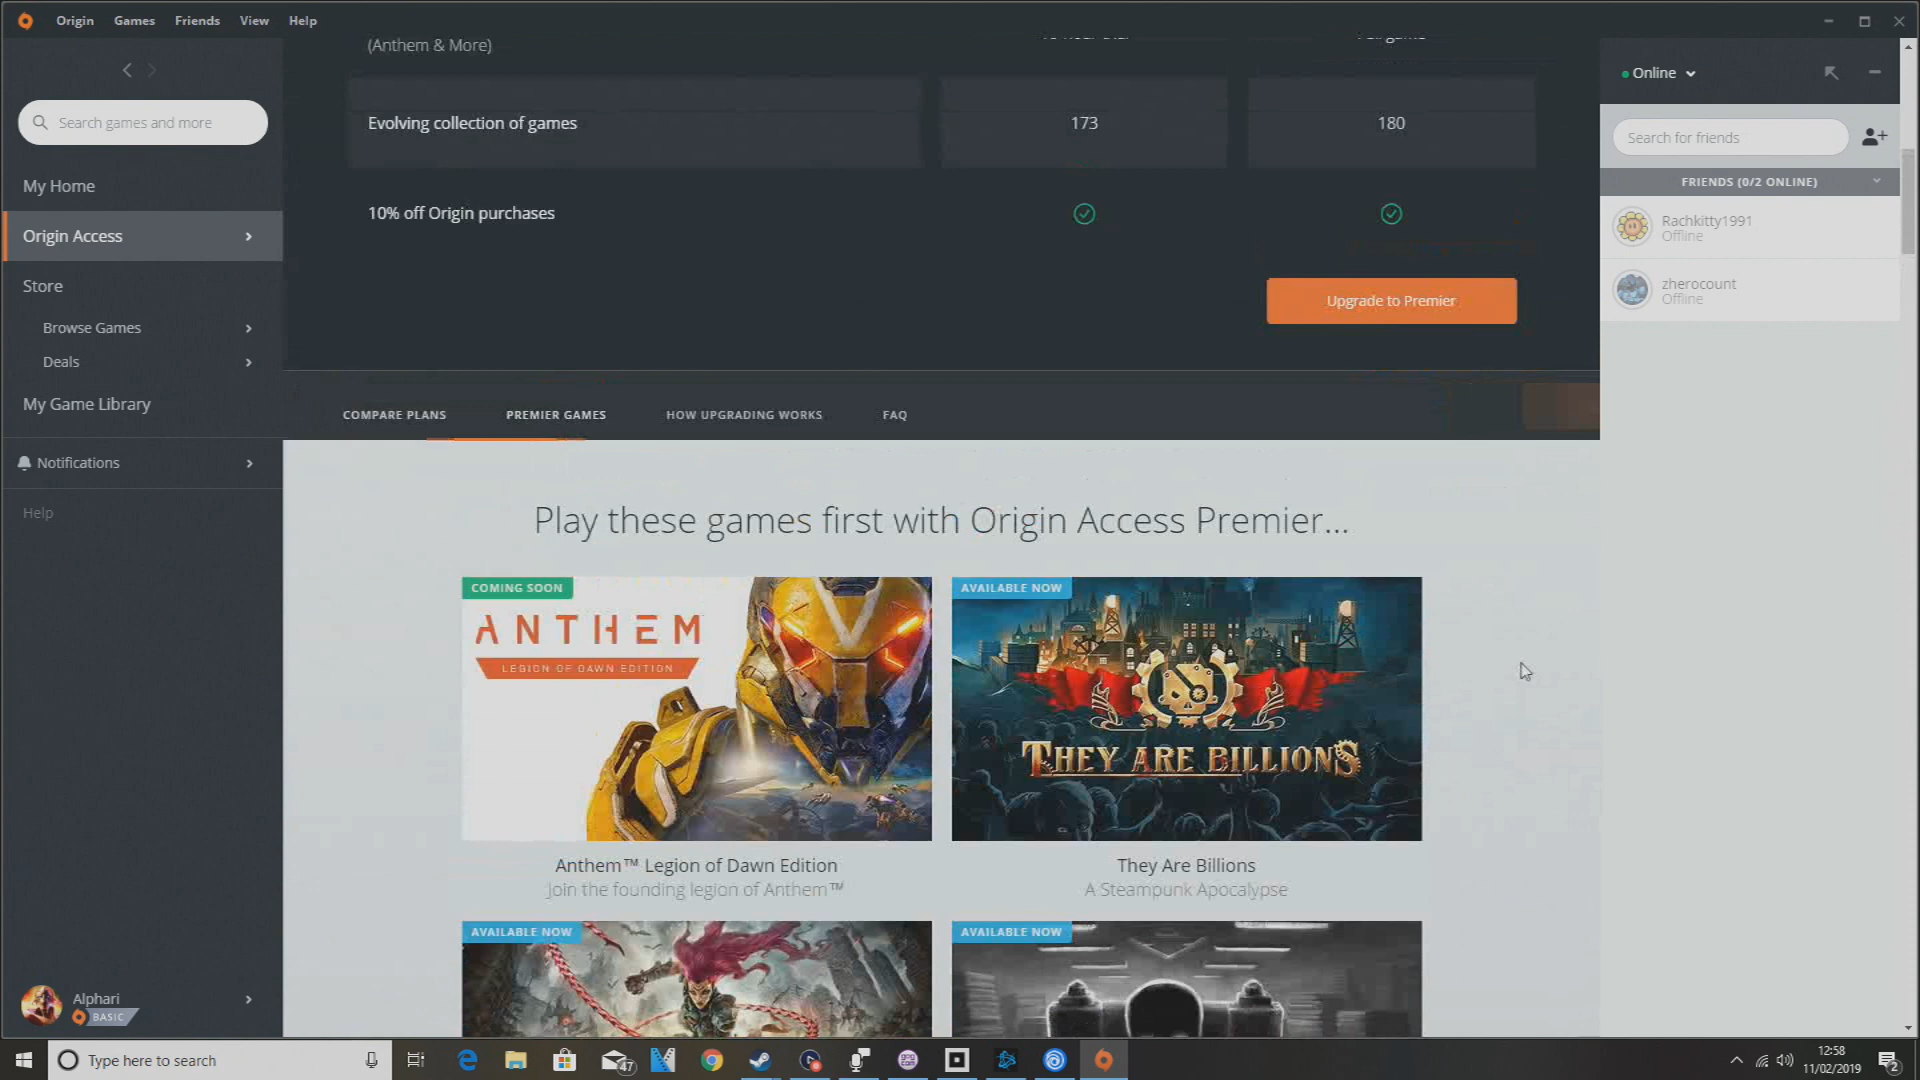 Origin Games Friends View Help
(Anthem & More)
Evolving collection of games 173 180
10% off Origin purchases
Upgrade to Premier
Search games and more
My Home
Origin Access
Store
Browse Games
Deals
My Game Library
Notifications
Help
COMPARE PLANS PREMIER GAMES HOW UPGRADING WORKS FAQ
Play these games first with Origin Access Premier...
COMING SOON
ANTHEM
LEGION OF DAWN EDITION
Anthem™ Legion of Dawn Edition
Join the founding legion of Anthem™
AVAILABLE NOW
THEY ARE BILLIONS
They Are Billions
A Steampunk Apocalypse
AVAILABLE NOW
AVAILABLE NOW
Online
Search for friends
FRIENDS (0/2 ONLINE)
Rachkitty1991
Offline
zherocount
Offline
Alphari
BASIC
Type here to search
47
gog
com
12:58
11/02/2019
2